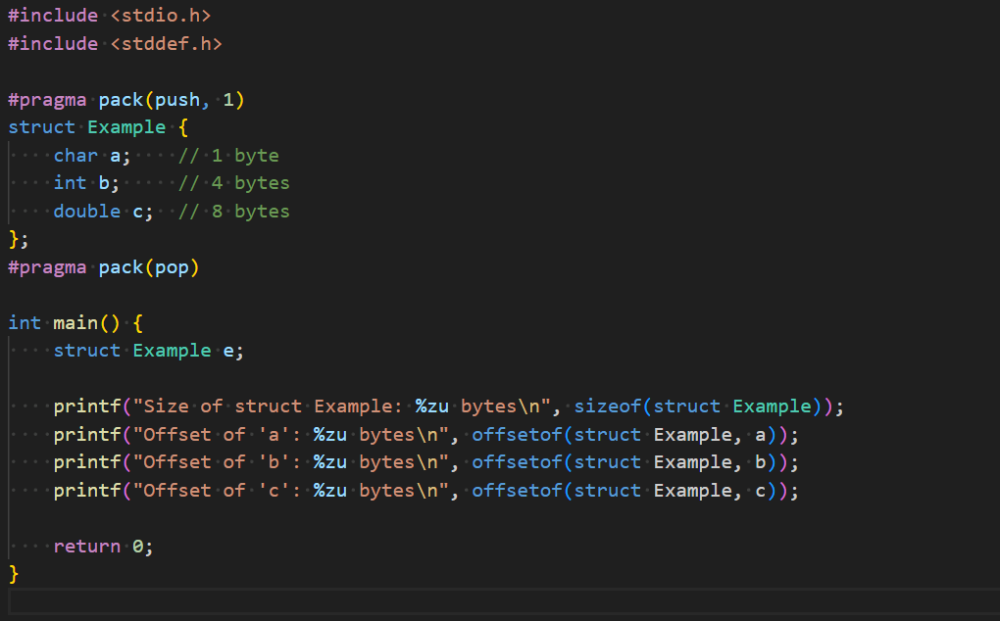 #include <stdio.h>
#include <stddef.h>

#pragma pack(push, 1)
struct Example {
    char a;    // 1 byte
    int b;     // 4 bytes
    double c;  // 8 bytes
};
#pragma pack(pop)

int main() {
    struct Example e;

    printf("Size of struct Example: %zu bytes\n", sizeof(struct Example));
    printf("Offset of 'a': %zu bytes\n", offsetof(struct Example, a));
    printf("Offset of 'b': %zu bytes\n", offsetof(struct Example, b));
    printf("Offset of 'c': %zu bytes\n", offsetof(struct Example, c));

    return 0;
}